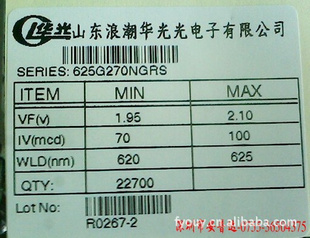 华光 山东浪潮华光光电子有限公司
SERIES: 625G270NGRS
ITEM MIN MAX
VF(v) 1.95 2.10
IV(mcd) 70 100
WLD(nm) 620 625
QTY: 22700
Lot No: R0267-2